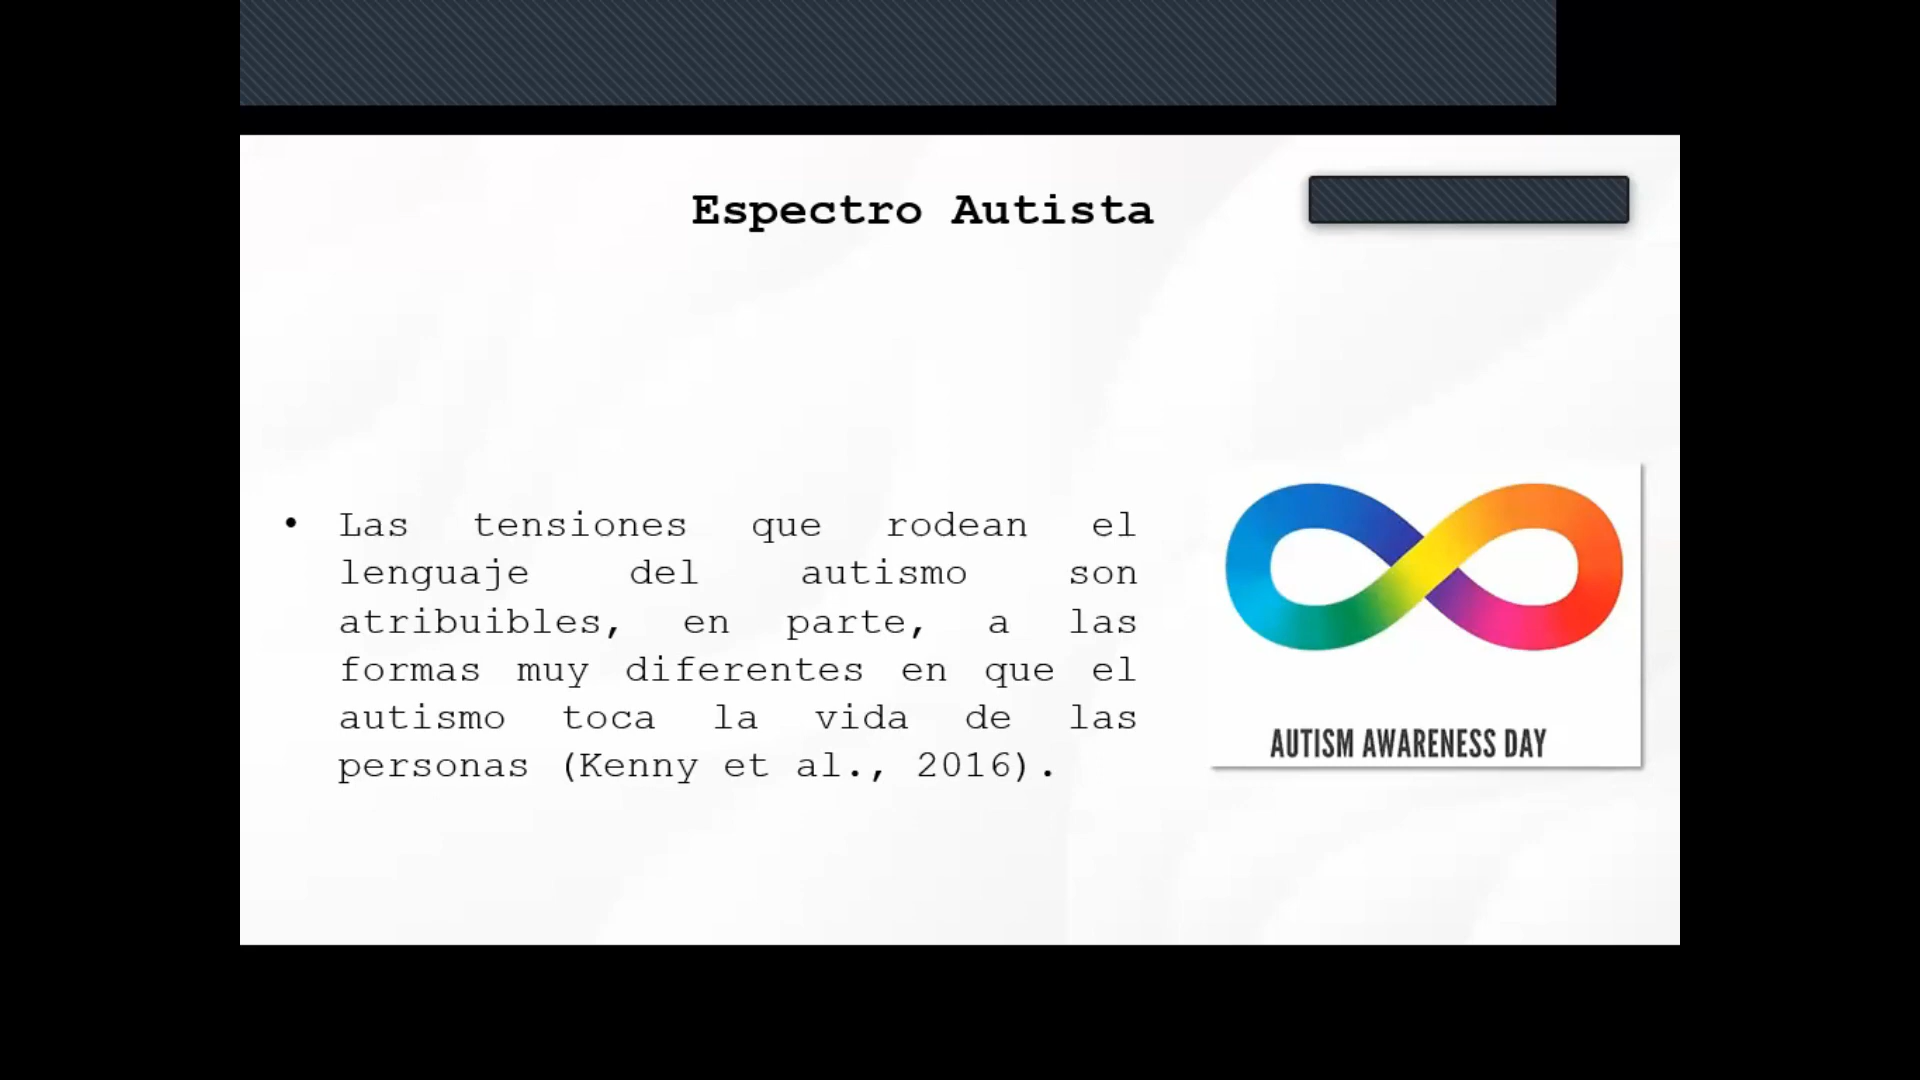 Espectro Autista
• Las tensiones que rodean el
lenguaje del autismo son
atribuibles, en parte, a las
formas muy diferentes en que el
autismo toca la vida de las
personas (Kenny et al., 2016).
AUTISM AWARENESS DAY